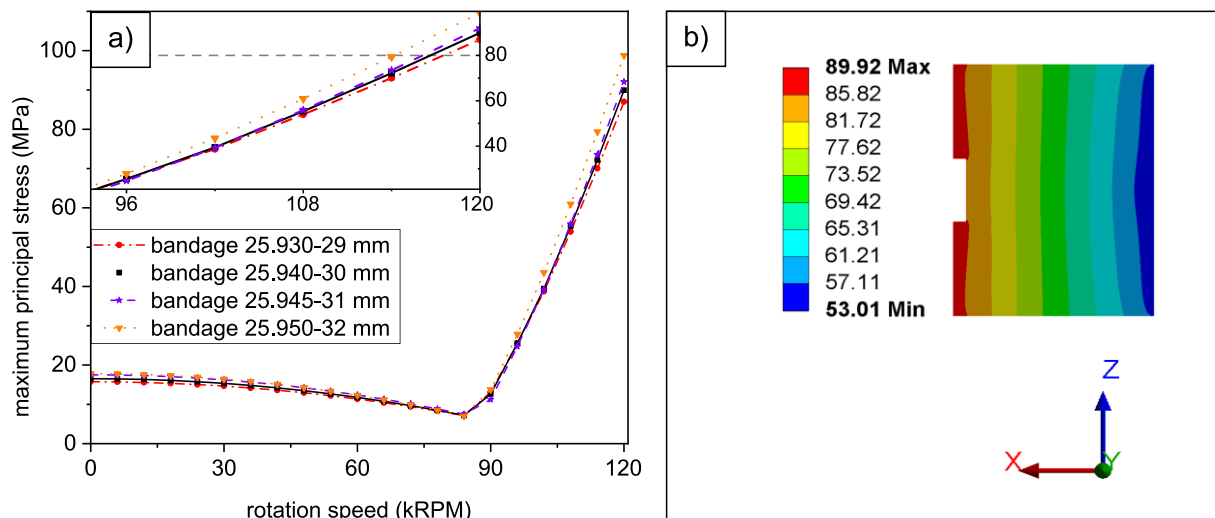 a)
100
80
60
40
20
0
maximum principal stress (MPa)
80
60
40
96
108
120
bandage 25.930-29 mm
bandage 25.940-30 mm
bandage 25.945-31 mm
bandage 25.950-32 mm
0
30
60
90
120
rotation speed (kRPM)
b)
89.92 Max
85.82
81.72
77.62
73.52
69.42
65.31
61.21
57.11
53.01 Min
Z
X
Y